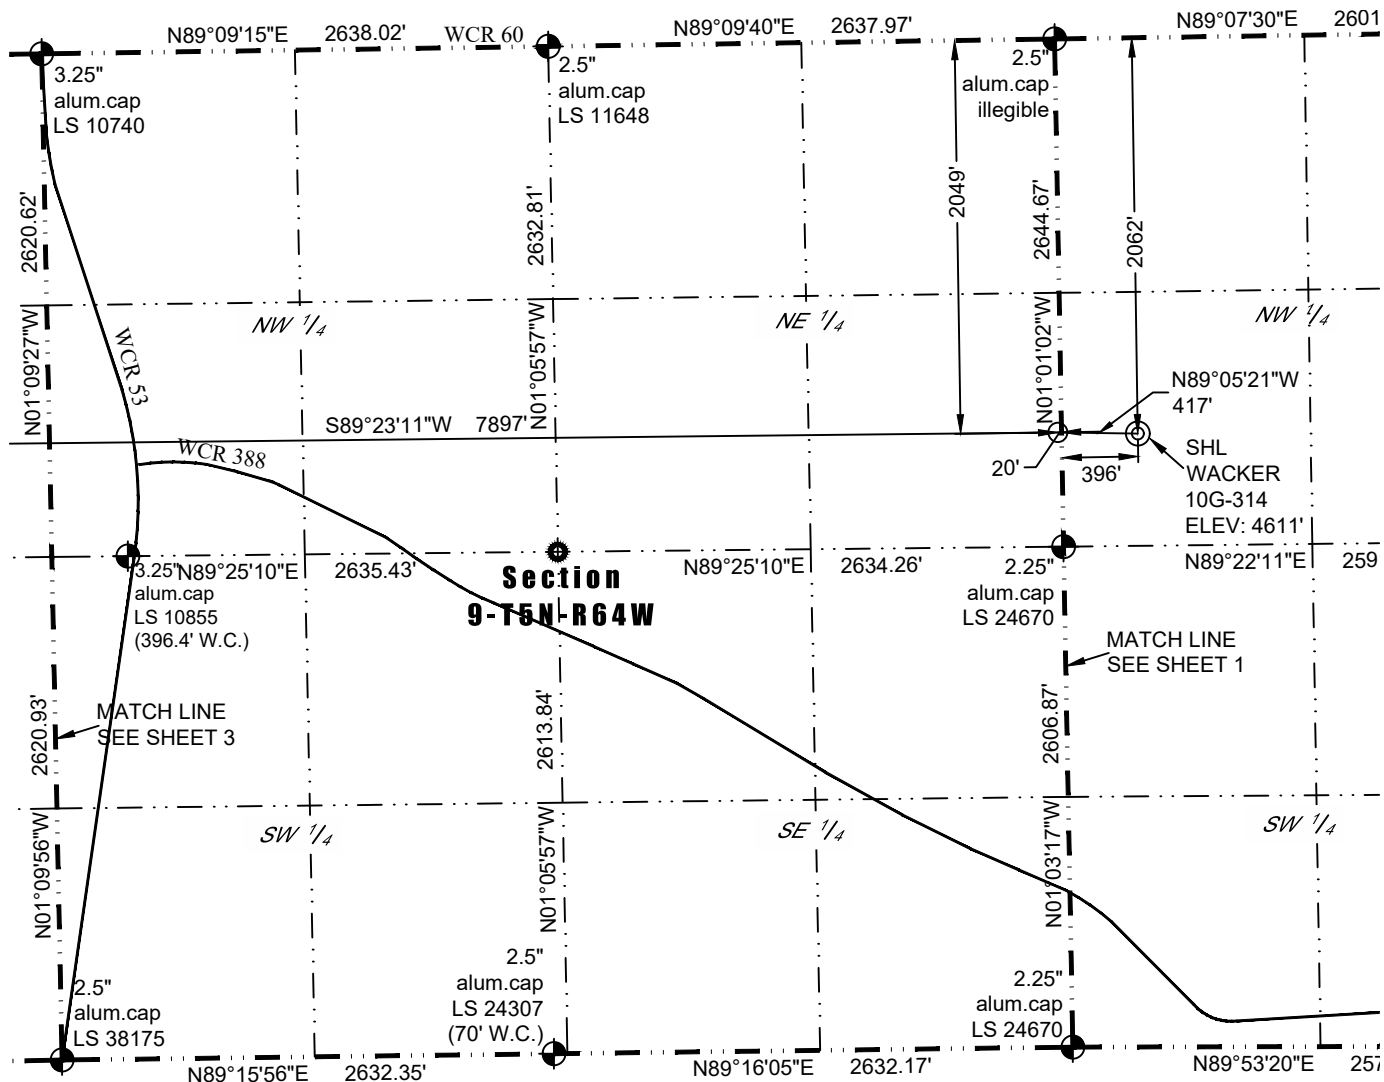 N89°09'15"E 2638.02' WCR 60 N89°09'40"E 2637.97' N89°07'30"E 2601
3.25"
alum.cap
LS 10740
2.5"
alum.cap
LS 11648
2.5"
alum.cap
illegible
2620.62'
2632.81'
2049'
2644.67'
2062'
NW 1/4
NE 1/4
NW 1/4
N01°09'27"W
WCR 53
N01°05'57"W
N01°01'02"W
N89°05'21"W
417'
S89°23'11"W 7897'
WCR 388
20'
396'
SHL
WACKER
10G-314
ELEV: 4611'
3.25"
alum.cap
LS 10855
(396.4' W.C.)
N89°25'10"E 2635.43'
N89°25'10"E 2634.26'
N89°22'11"E 259
Section
9-T5N-R64W
2.25"
alum.cap
LS 24670
MATCH LINE
SEE SHEET 1
MATCH LINE
SEE SHEET 3
2620.93'
2613.84'
2606.87'
SW 1/4
SE 1/4
SW 1/4
N01°09'56"W
N01°05'57"W
N01°03'17"W
2.5"
alum.cap
LS 38175
2.5"
alum.cap
LS 24307
(70' W.C.)
2.25"
alum.cap
LS 24670
N89°15'56"E 2632.35' N89°16'05"E 2632.17' N89°53'20"E 257